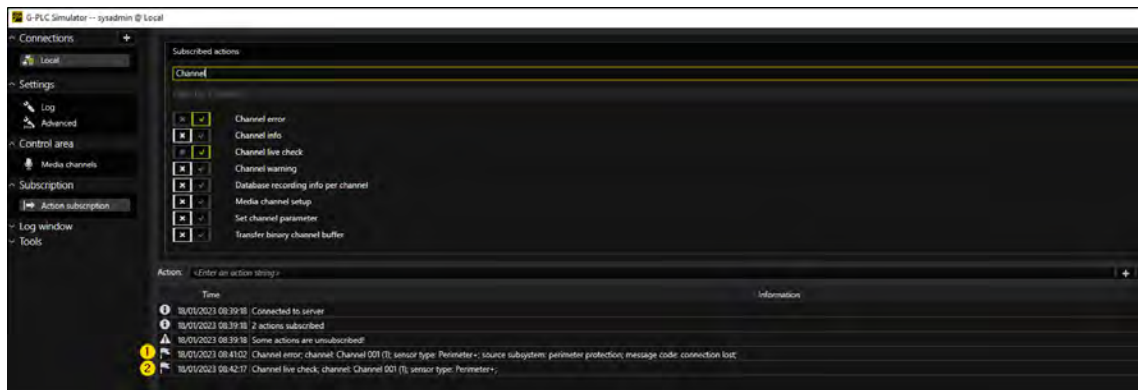 G-PLC Simulator -- sysadmin @ Local
Connections +
Local
Settings
Log
Advanced
Control area
Media channels
Subscription
Action subscription
Log window
Tools
Subscribed actions
Channel
Channel error
Channel info
Channel live check
Channel warning
Database recording info per channel
Media channel setup
Set channel parameter
Transfer binary channel buffer
Action: <Enter an action string> +
Time Information
18/01/2023 08:39:18 Connected to server
18/01/2023 08:39:18 2 actions subscribed
18/01/2023 08:39:18 Some actions are unsubscribed!
1 18/01/2023 08:41:02 Channel error; channel: Channel 001 (1); sensor type: Perimeter+; source subsystem: perimeter protection; message code: connection lost;
2 18/01/2023 08:42:17 Channel live check; channel: Channel 001 (1); sensor type: Perimeter+;